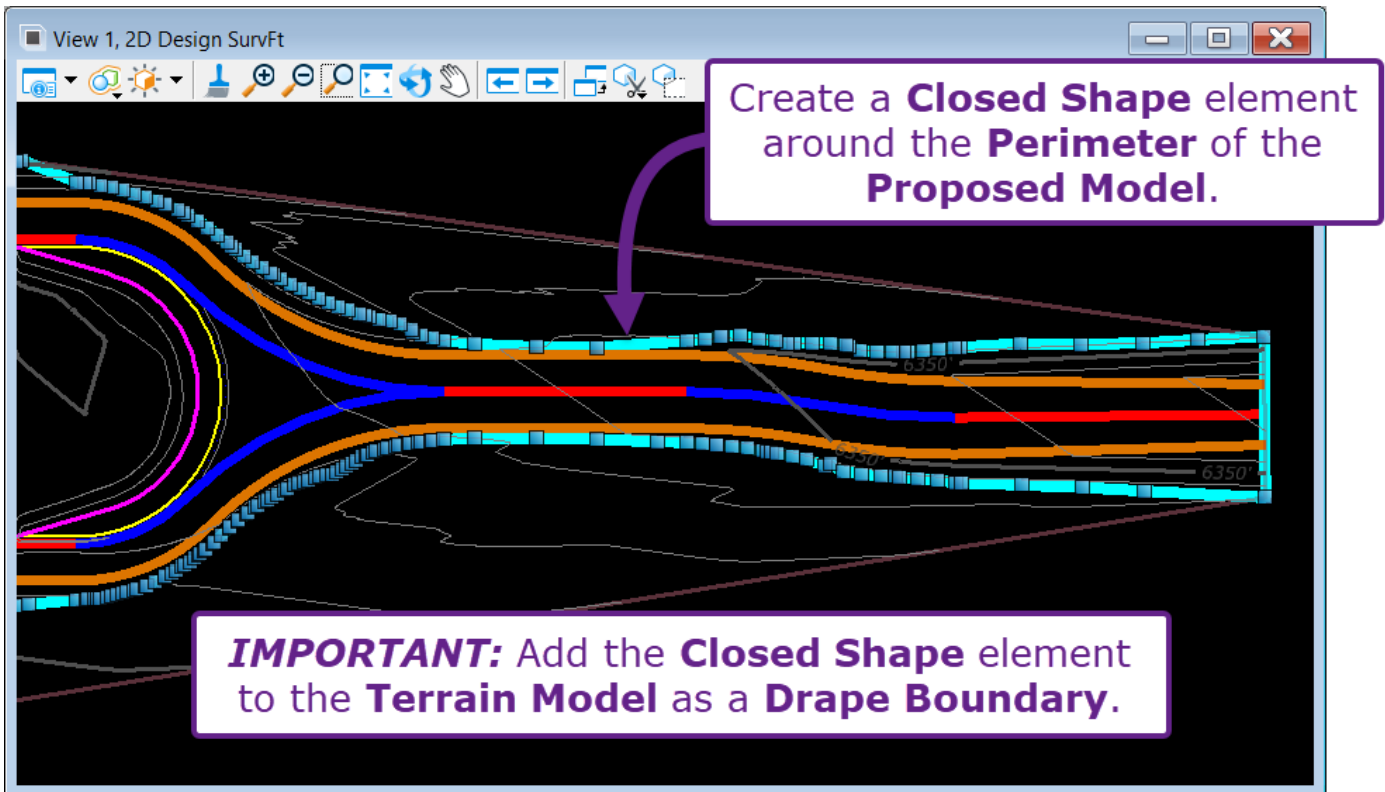 View 1, 2D Design SurvFt
Create a Closed Shape element
around the Perimeter of the
Proposed Model.
6350'
6350'
6350'
IMPORTANT: Add the Closed Shape element
to the Terrain Model as a Drape Boundary.